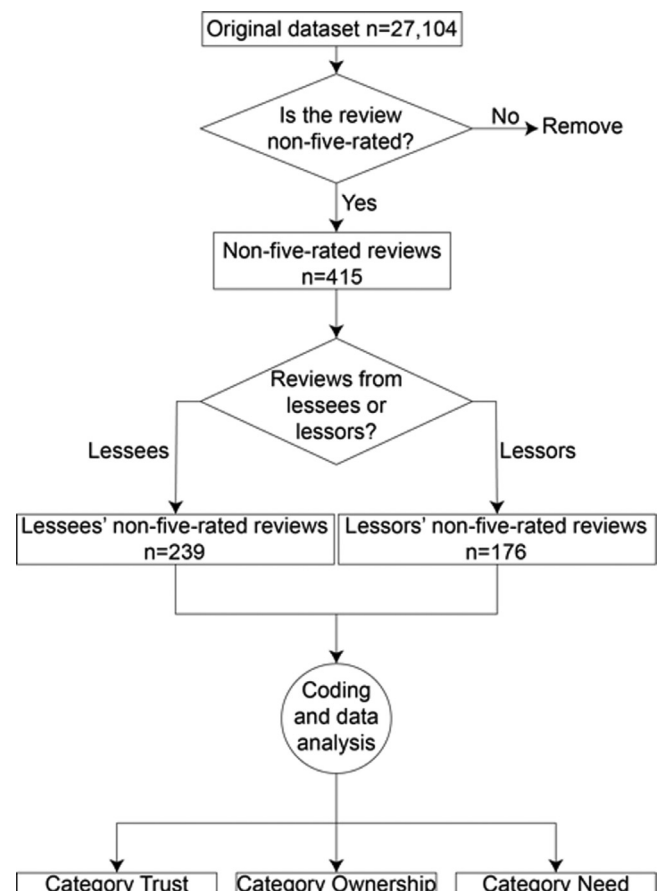 Original dataset n=27,104
Is the review
non-five-rated?
No
Remove
Yes
Non-five-rated reviews
n=415
Reviews from
lessees or
lessors?
Lessees
Lessors
Lessees’ non-five-rated reviews
n=239
Lessors’ non-five-rated reviews
n=176
Coding
and data
analysis
Category Trust
Category Ownership
Category Need